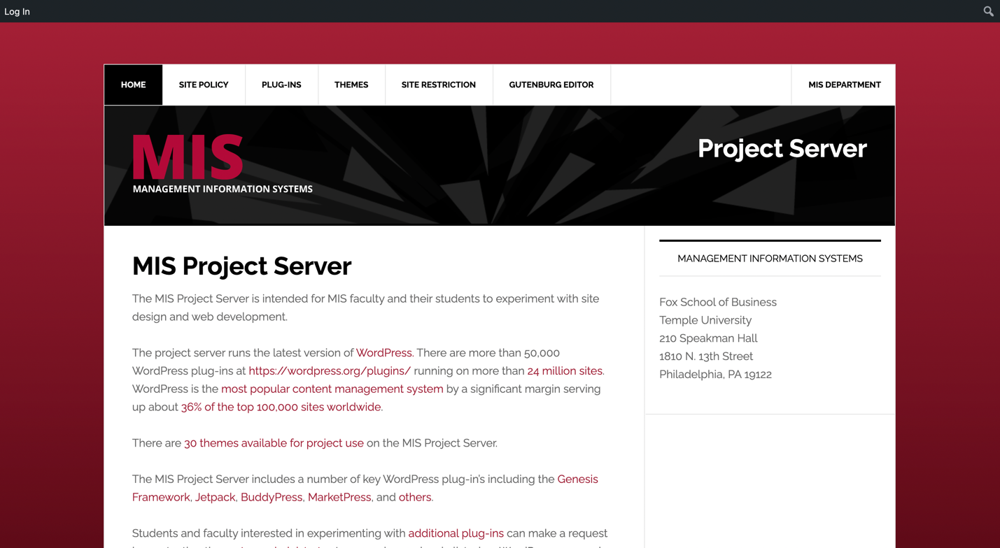 Log In
HOME
SITE POLICY
PLUG-INS
THEMES
SITE RESTRICTION
GUTENBURG EDITOR
MIS DEPARTMENT
MIS
MANAGEMENT INFORMATION SYSTEMS
Project Server
MIS Project Server
The MIS Project Server is intended for MIS faculty and their students to experiment with site
design and web development.
The project server runs the latest version of WordPress. There are more than 50,000
WordPress plug-ins at https://wordpress.org/plugins/ running on more than 24 million sites.
WordPress is the most popular content management system by a significant margin serving
up about 36% of the top 100,000 sites worldwide.
There are 30 themes available for project use on the MIS Project Server.
The MIS Project Server includes a number of key WordPress plug-in's including the Genesis
Framework, Jetpack, BuddyPress, MarketPress, and others.
Students and faculty interested in experimenting with additional plug-ins can make a request
MANAGEMENT INFORMATION SYSTEMS
Fox School of Business
Temple University
210 Speakman Hall
1810 N. 13th Street
Philadelphia, PA 19122